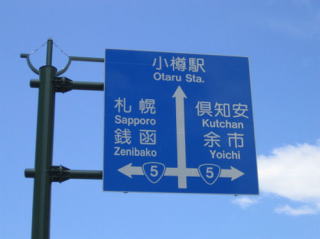 小樽駅
Otaru Sta.
札幌
Sapporo
銭函
Zenibako
倶知安
Kutchan
余市
Yoichi
5
5